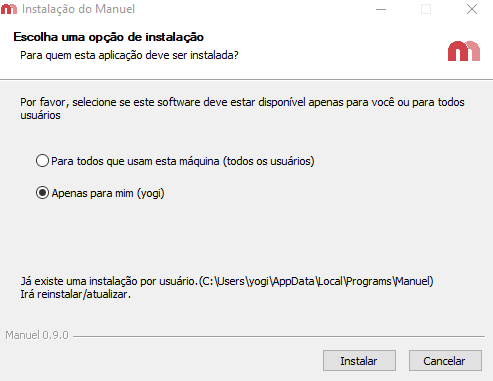 Instalação do Manuel
Escolha uma opção de instalação
Para quem esta aplicação deve ser instalada?
Por favor, selecione se este software deve estar disponível apenas para você ou para todos
usuários
Para todos que usam esta máquina (todos os usuários)
Apenas para mim (yogi)
Já existe uma instalação por usuário.(C:\Users\yogi\AppData\Local\Programs\Manuel)
Irá reinstalar/atualizar.
Manuel 0.9.0
Instalar
Cancelar